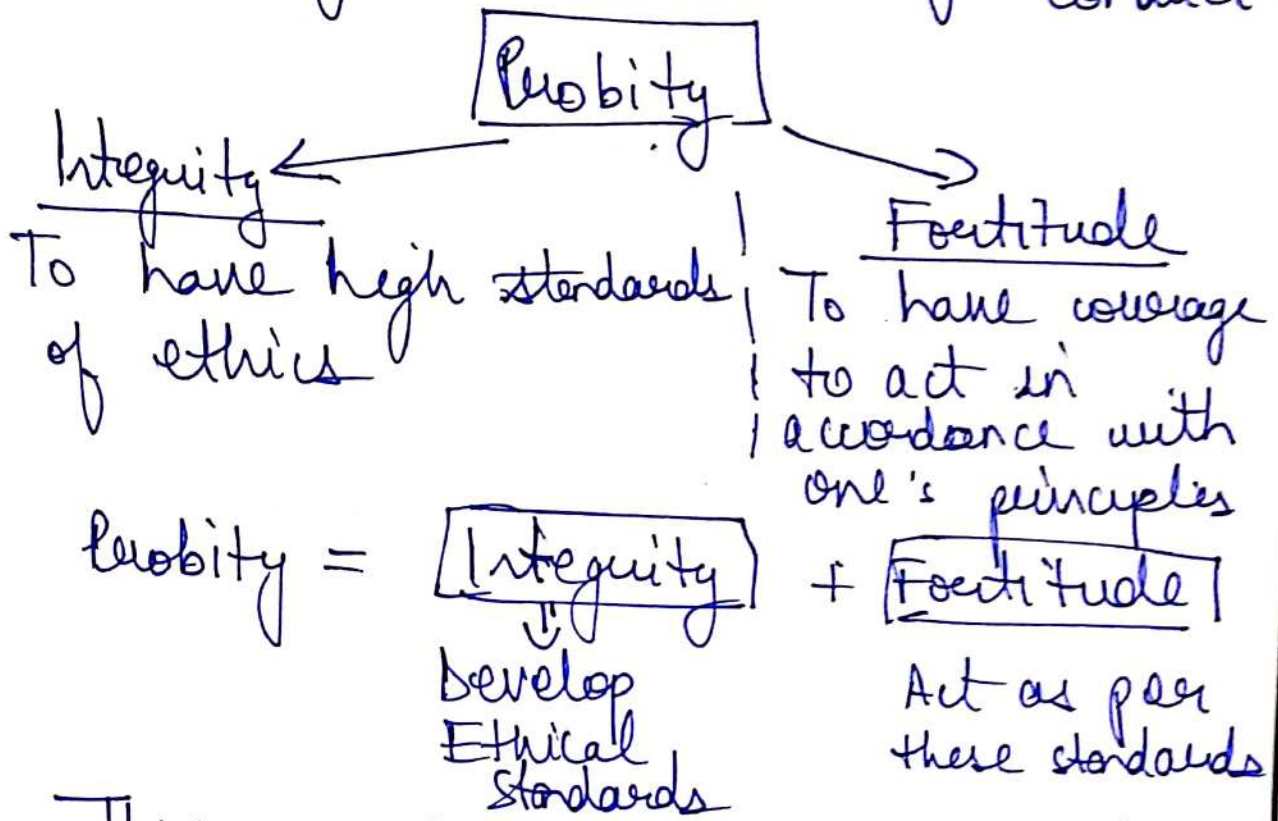 conduct
Probity
Integrity
To have high standards
of ethics
Fortitude
To have courage
to act in
accordance with
one's principles
Probity = Integrity + Fortitude
Develop
Ethical
Standards
Act as per
these standards